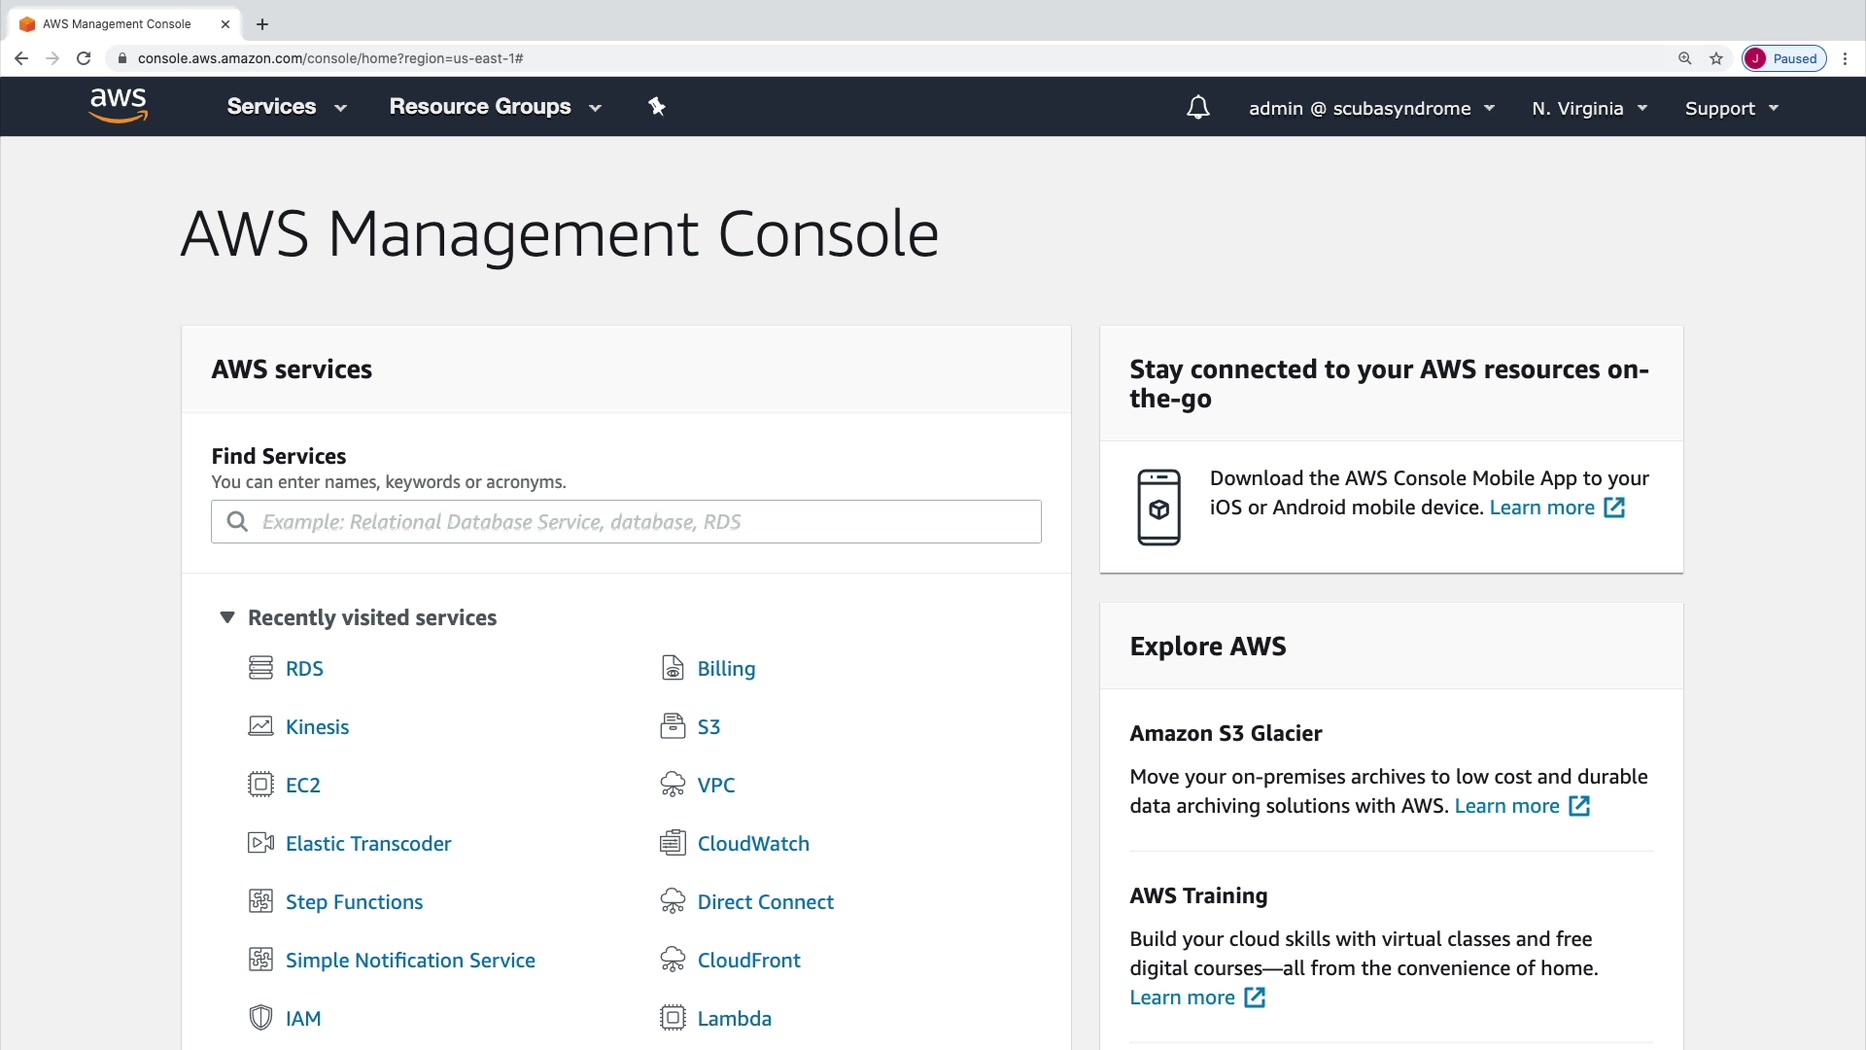 AWS Management Console
console.aws.amazon.com/console/home?region=us-east-1#
J Paused
aws
Services
Resource Groups
admin @ scubasyndrome
N. Virginia
Support
AWS Management Console
AWS services
Find Services
You can enter names, keywords or acronyms.
Example: Relational Database Service, database, RDS
Recently visited services
RDS
Billing
Kinesis
S3
EC2
VPC
Elastic Transcoder
CloudWatch
Step Functions
Direct Connect
Simple Notification Service
CloudFront
IAM
Lambda
Stay connected to your AWS resources on-
the-go
Download the AWS Console Mobile App to your
iOS or Android mobile device. Learn more
Explore AWS
Amazon S3 Glacier
Move your on-premises archives to low cost and durable
data archiving solutions with AWS. Learn more
AWS Training
Build your cloud skills with virtual classes and free
digital courses—all from the convenience of home.
Learn more